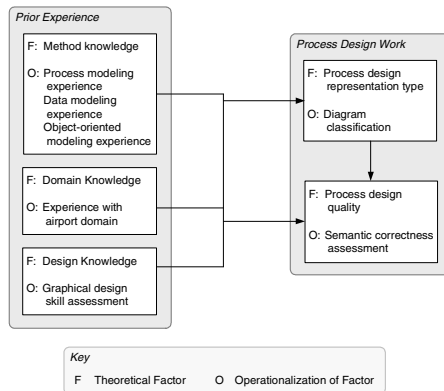 Prior Experience
F: Method knowledge
O: Process modeling
experience
Data modeling
experience
Object-oriented
modeling experience
F: Domain Knowledge
O: Experience with
airport domain
F: Design Knowledge
O: Graphical design
skill assessment
Process Design Work
F: Process design
representation type
O: Diagram
classification
F: Process design
quality
O: Semantic correctness
assessment
Key
F Theoretical Factor O Operationalization of Factor